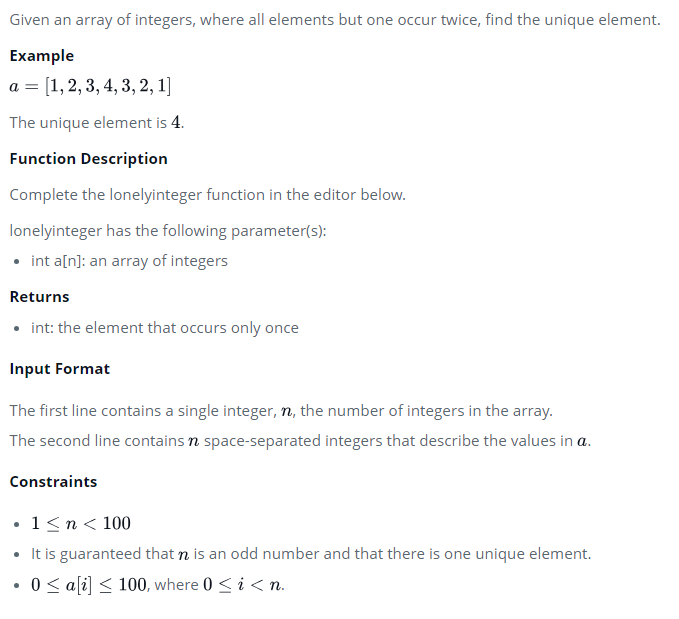 Given an array of integers, where all elements but one occur twice, find the unique element.
Example
a = [1, 2, 3, 4, 3, 2, 1]
The unique element is 4.
Function Description
Complete the lonelyinteger function in the editor below.
lonelyinteger has the following parameter(s):
• int a[n]: an array of integers
Returns
• int: the element that occurs only once
Input Format
The first line contains a single integer, n, the number of integers in the array.
The second line contains n space-separated integers that describe the values in a.
Constraints
• 1 ≤ n < 100
• It is guaranteed that n is an odd number and that there is one unique element.
• 0 ≤ a[i] ≤ 100, where 0 ≤ i < n.